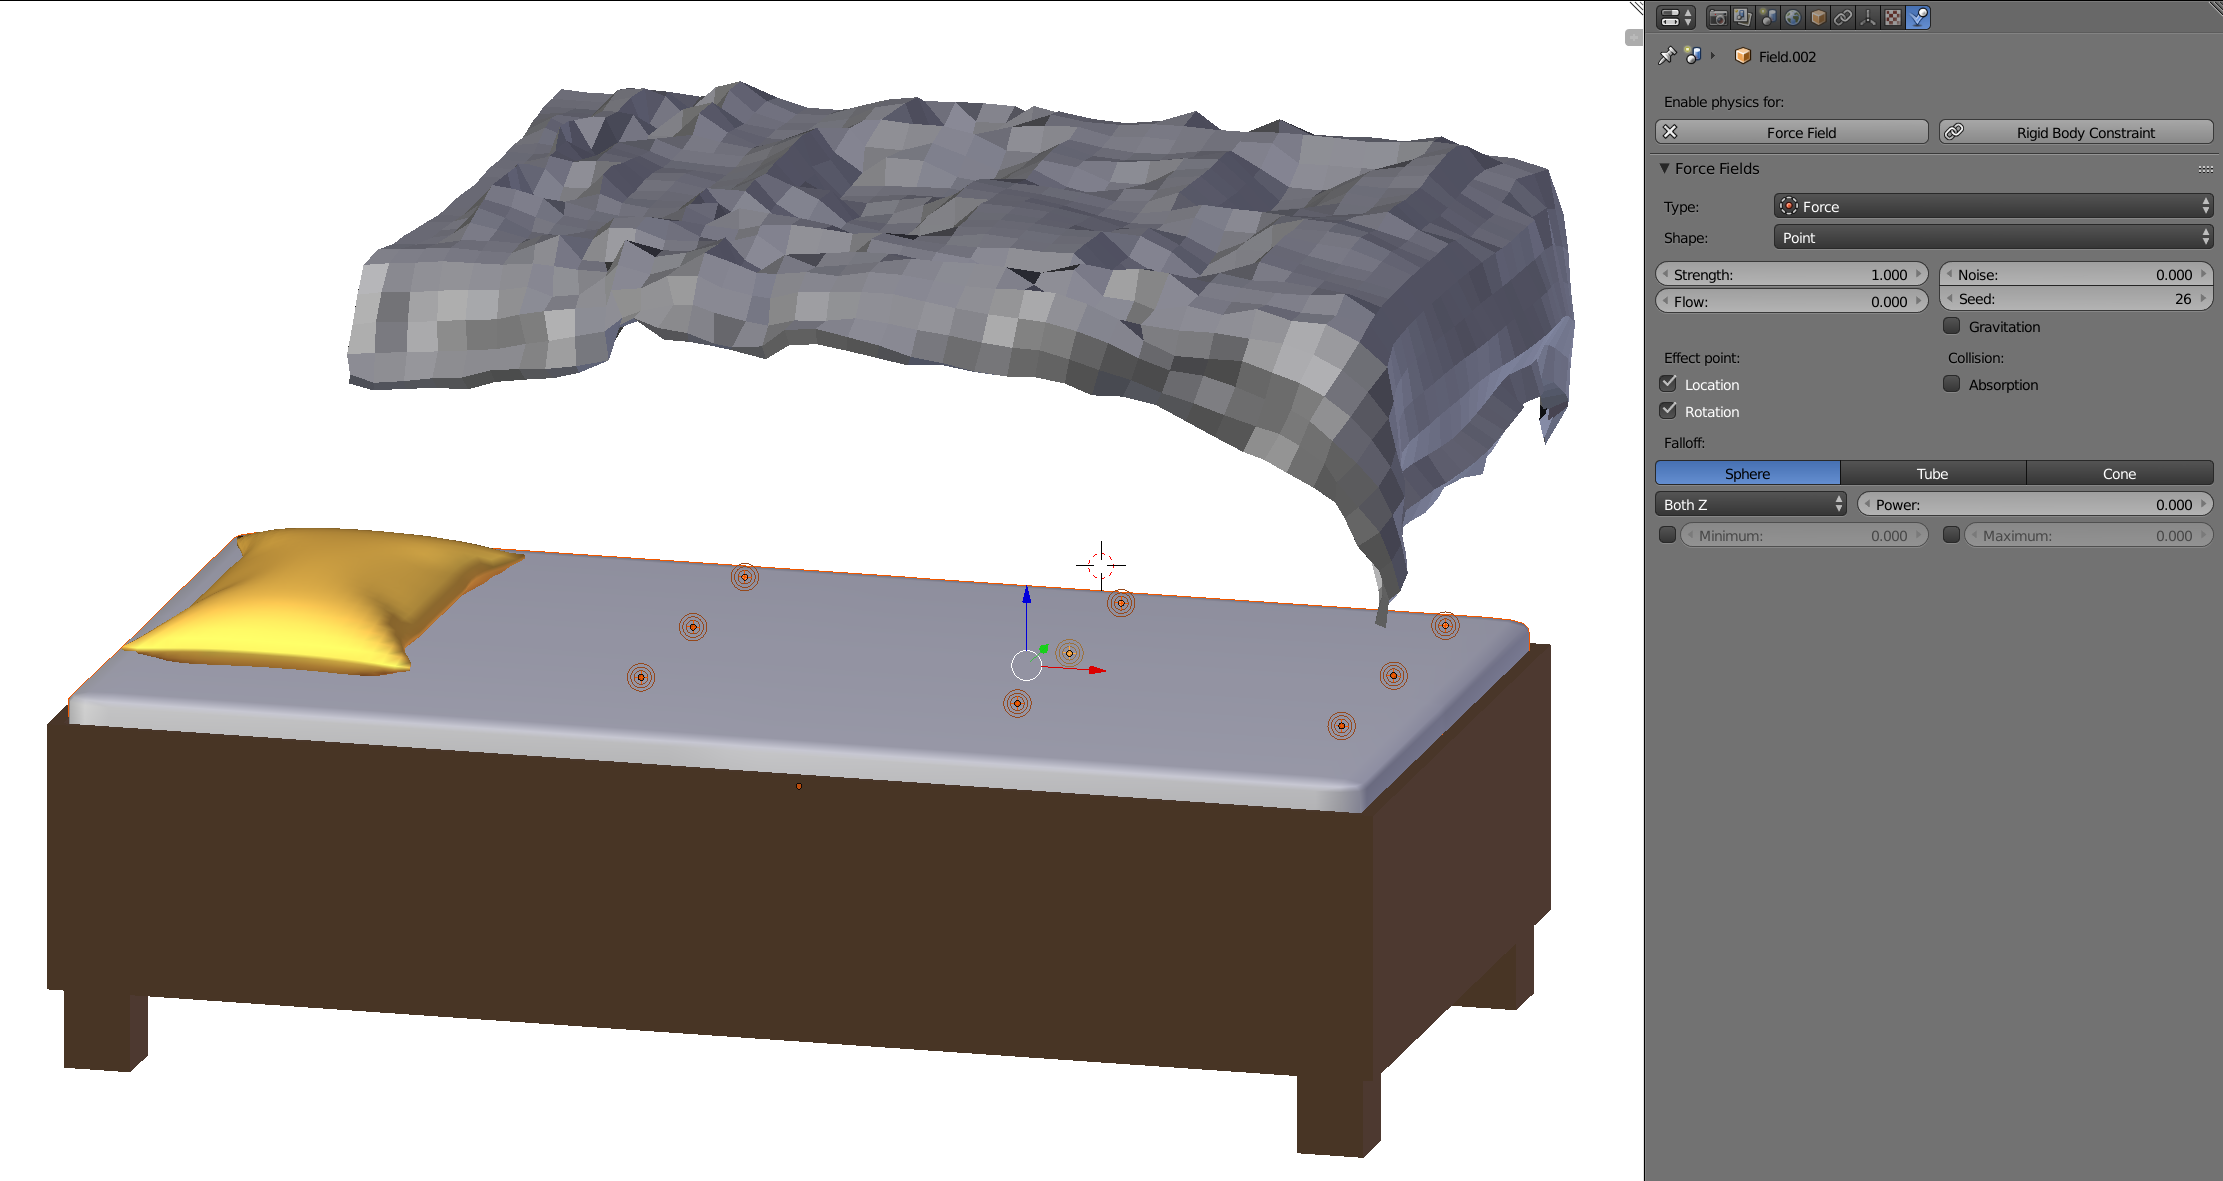 Field.002
Enable physics for:
Force Field
Rigid Body Constraint
Force Fields
Type: Force
Shape: Point
Strength: 1.000
Noise: 0.000
Flow: 0.000
Seed: 26
Gravitation
Effect point:
Collision:
Location
Absorption
Rotation
Falloff:
Sphere Tube Cone
Both Z
Power: 0.000
Minimum: 0.000
Maximum: 0.000